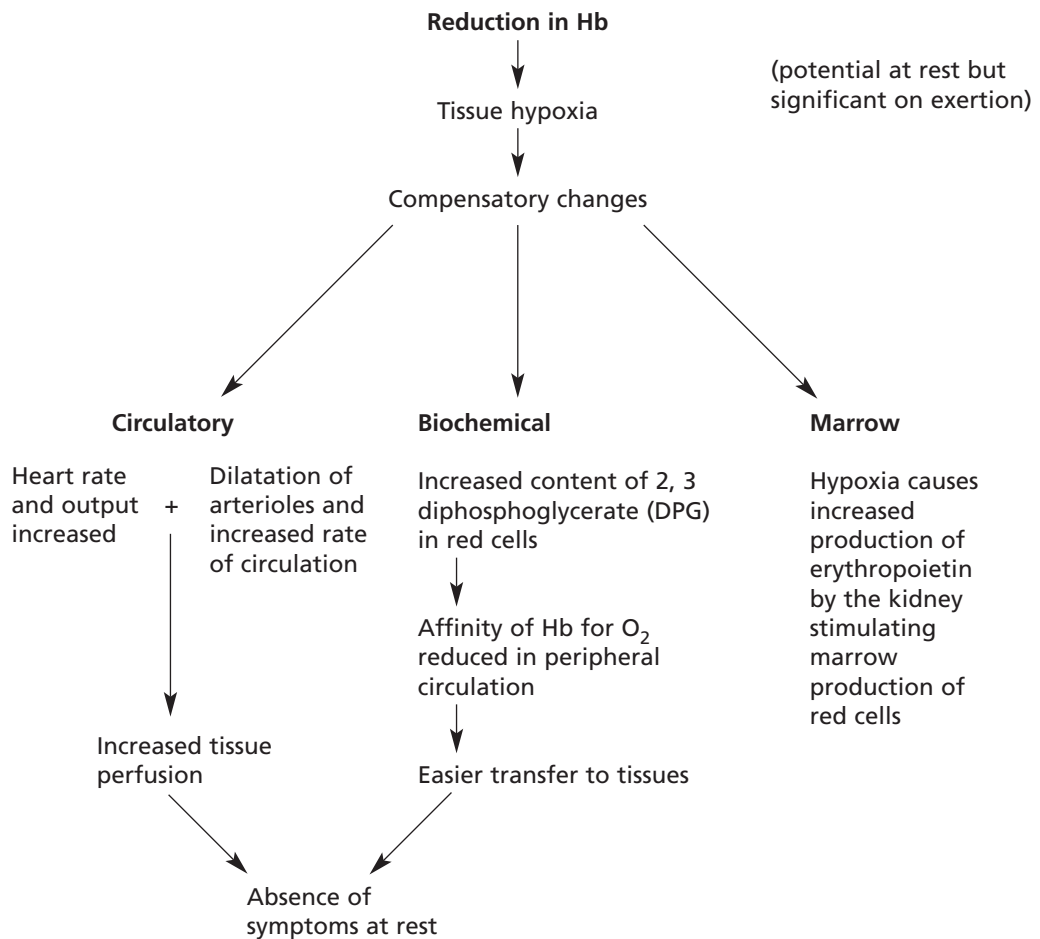 Reduction in Hb
(potential at rest but
significant on exertion)
Tissue hypoxia
Compensatory changes
Circulatory
Heart rate
and output
increased
+
Dilatation of
arterioles and
increased rate
of circulation
Increased tissue
perfusion
Biochemical
Increased content of 2, 3
diphosphoglycerate (DPG)
in red cells
Affinity of Hb for O₂
reduced in peripheral
circulation
Easier transfer to tissues
Absence of
symptoms at rest
Marrow
Hypoxia causes
increased
production of
erythropoietin
by the kidney
stimulating
marrow
production of
red cells